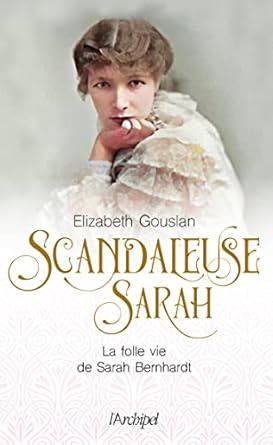 Elizabeth Gouslan
SCANDALEUSE
SARAH
La folle vie
de Sarah Bernhardt
l'Archipel